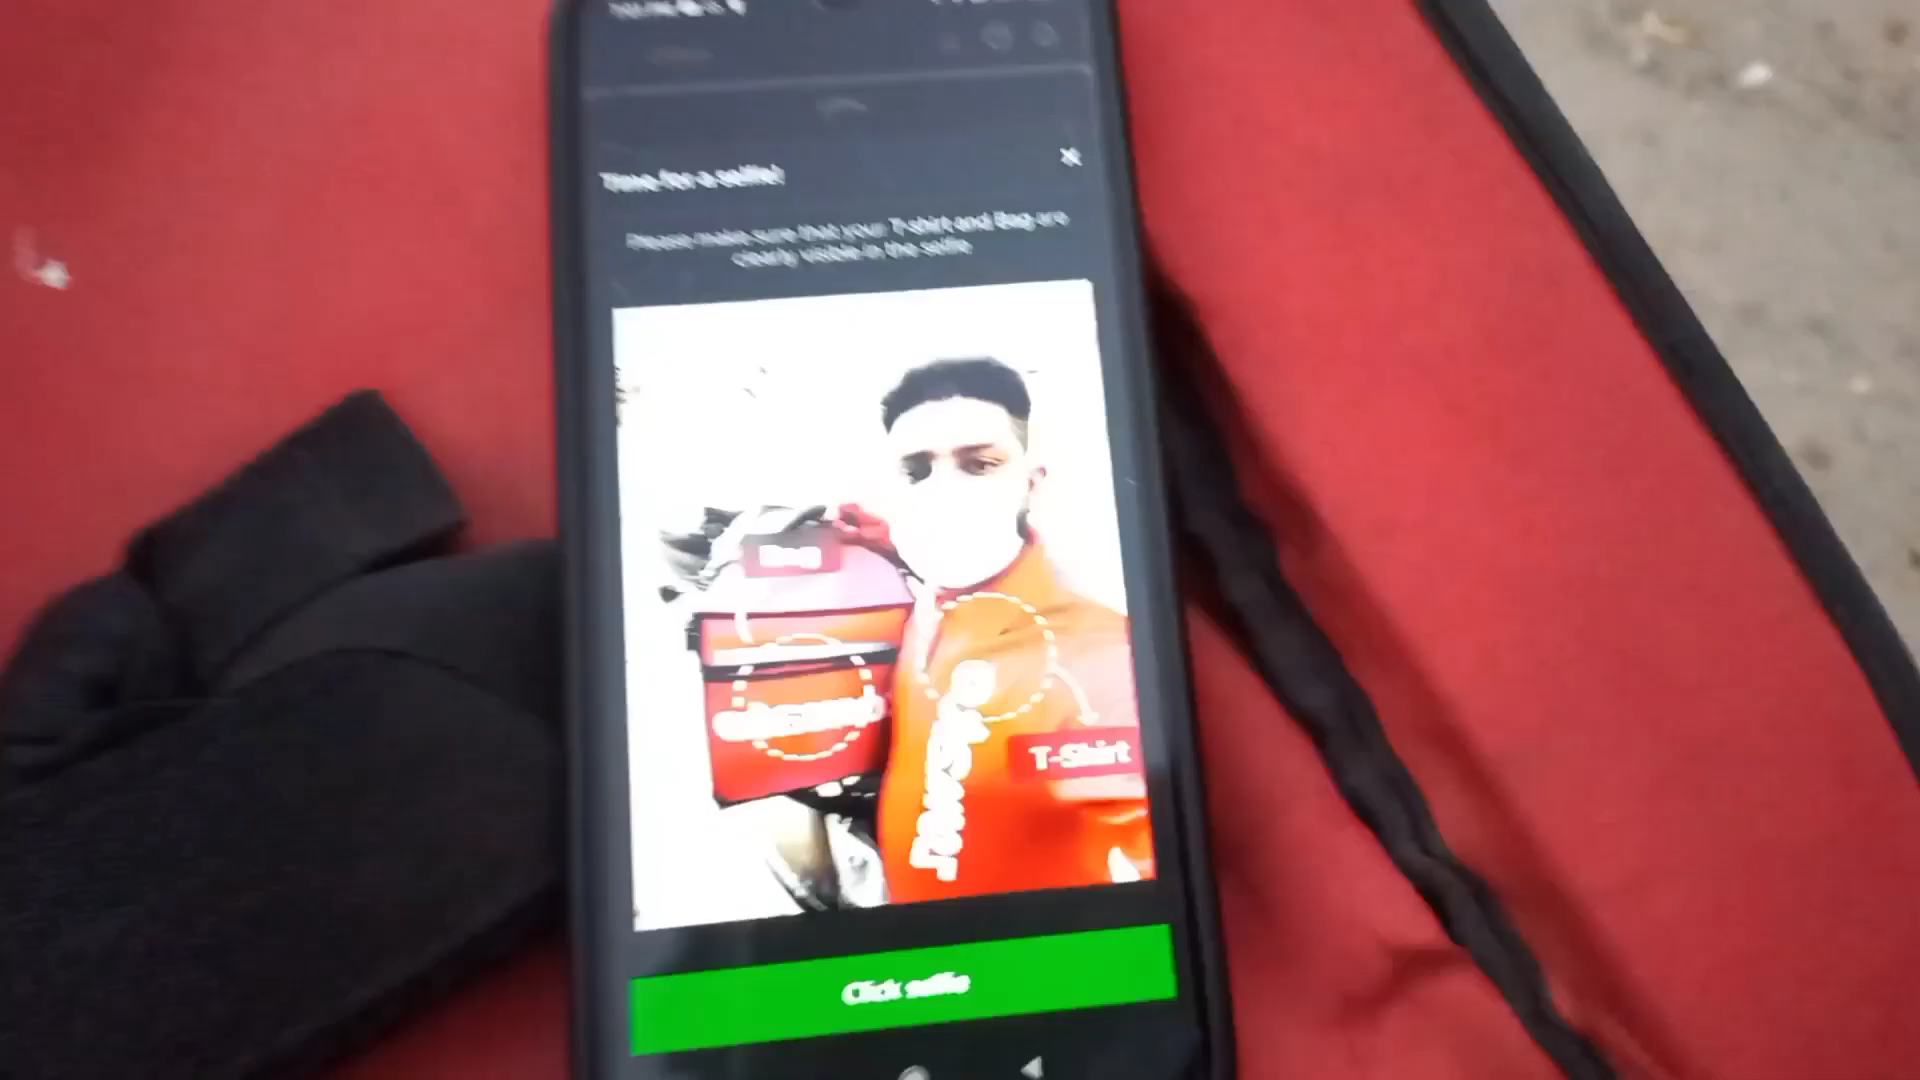 Time for a selfie!
Please make sure that your T-shirt and Bag are
clearly visible in the selfie
Bag
T-Shirt
Click selfie